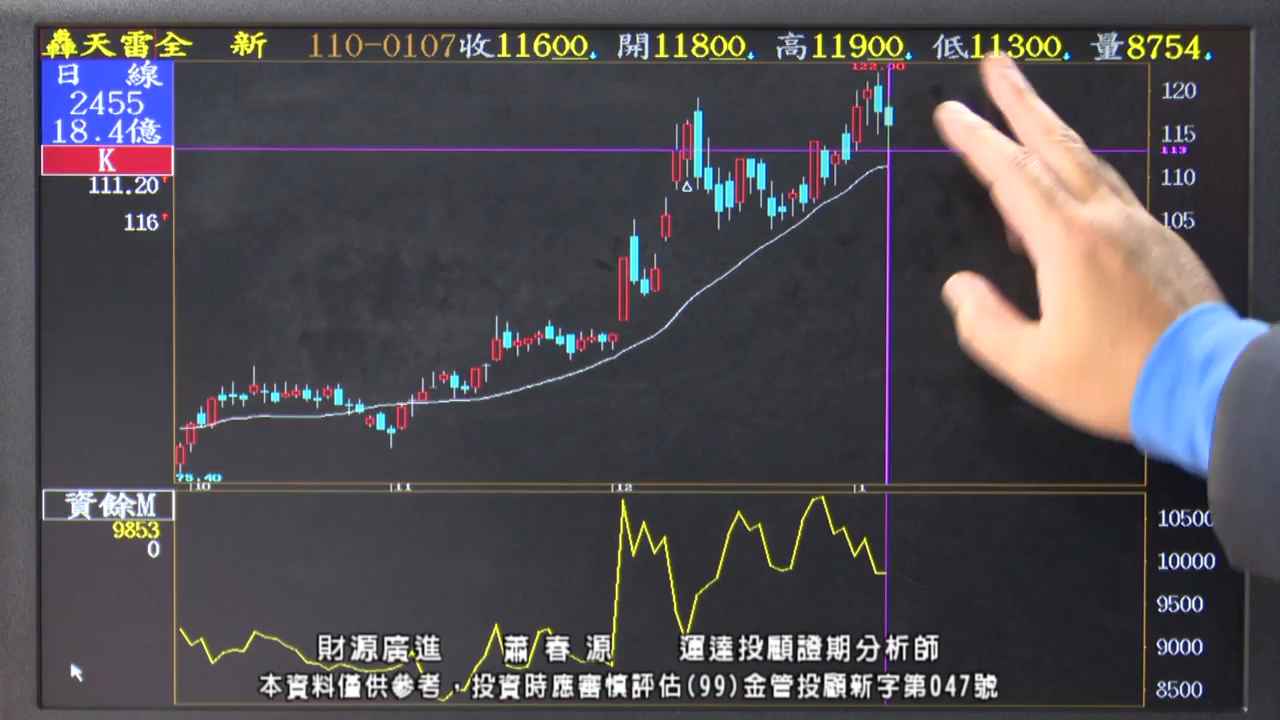 轟天雷全 新 110-0107收11600. 開11800. 高11900. 低11300. 量8754.
日 線
2455
18.4億
K
111.20
116
122.00
120
115
113
110
105
75.40
10 11 12 1
資餘M
9853
0
10500
10000
9500
9000
8500
財源廣進 蕭春源 運達投顧證期分析師
本資料僅供參考，投資時應審慎評估(99)金管投顧新字第047號